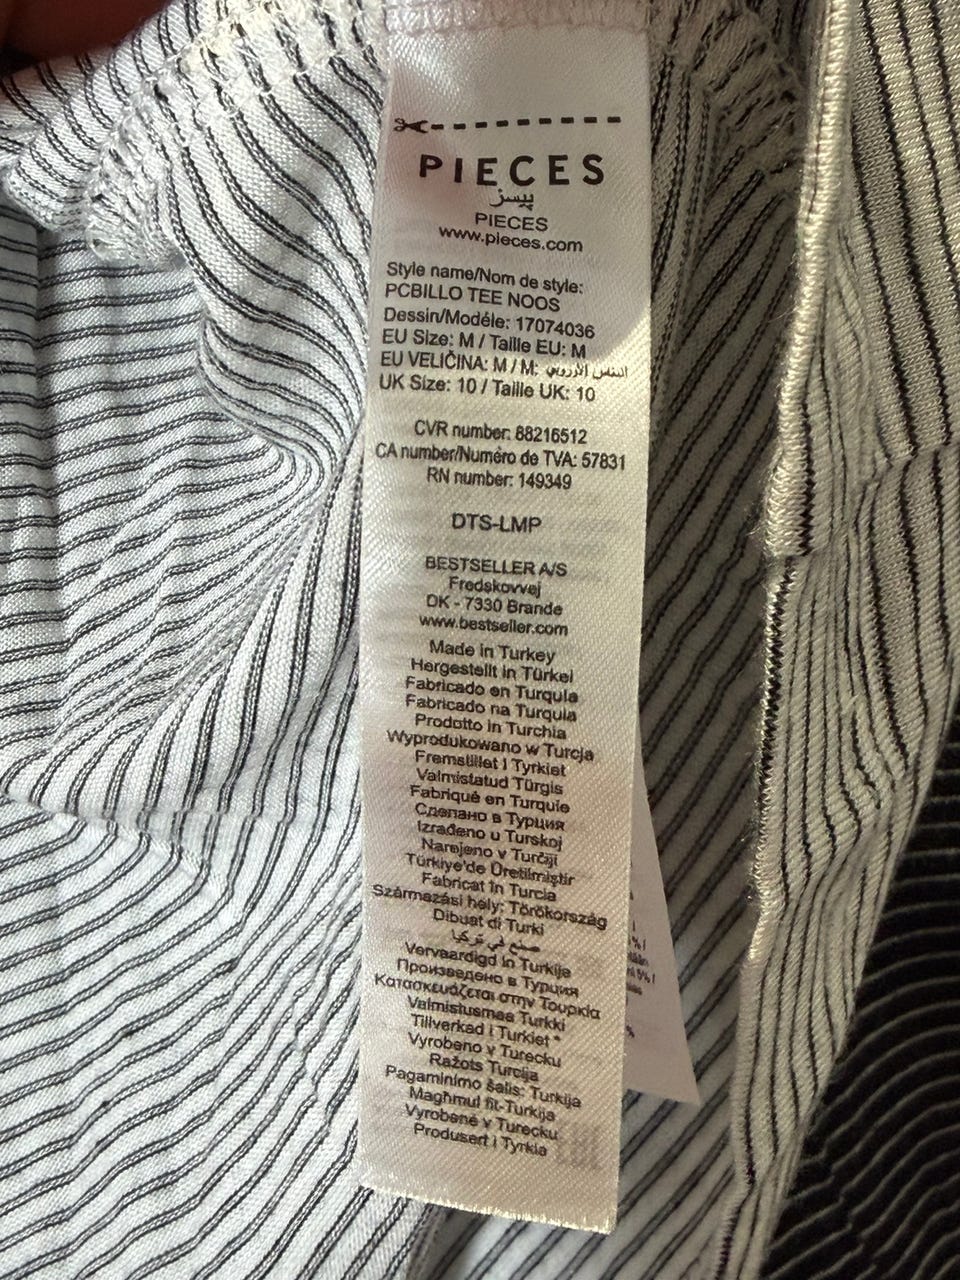 PIECES
پيسز
PIECES
www.pieces.com
Style name/Nom de style:
PCBILLO TEE NOOS
Dessin/Modéle: 17074036
EU Size: M / Taille EU: M
EU VELIČINA: M / M: المقاس الأوروبي
UK Size: 10 / Taille UK: 10
CVR number: 88216512
CA number/Numéro de TVA: 57831
RN number: 149349
DTS-LMP
BESTSELLER A/S
Fredskovvej
DK - 7330 Brande
www.bestseller.com
Made in Turkey
Hergestellt in Türkei
Fabricado en Turquía
Fabricado na Turquia
Prodotto in Turchia
Wyprodukowano w Turcja
Fremstillet i Tyrkiet
Valmistatud Türgis
Fabriqué en Turquie
Сделано в Турция
Izrađeno u Turskoj
Narejeno v Turčiji
Türkiye'de Üretilmiştir
Fabricat în Turcia
Származási hely: Törökország
Dibuat di Turki
صنع في تركيا
Vervaardigd in Turkije
Произведено в Турция
Κατασκευάζεται στην Τουρκία
Valmistusmaa Turkki
Tillverkad i Turkiet
Vyrobeno v Turecku
Ražots Turcija
Pagaminimo šalis: Turkija
Magħmul fit-Turkija
Vyrobené v Turecku
Produsert i Tyrkia